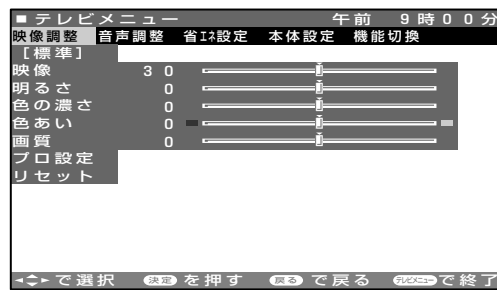 ■テレビメニュー 午前 9時00分
映像調整 音声調整 省エネ設定 本体設定 機能切換
[標準]
映像 30
明るさ 0
色の濃さ 0
色あい 0
画質 0
プロ設定
リセット
で選択 決定 を押す 戻る で戻る テレビメニュー で終了